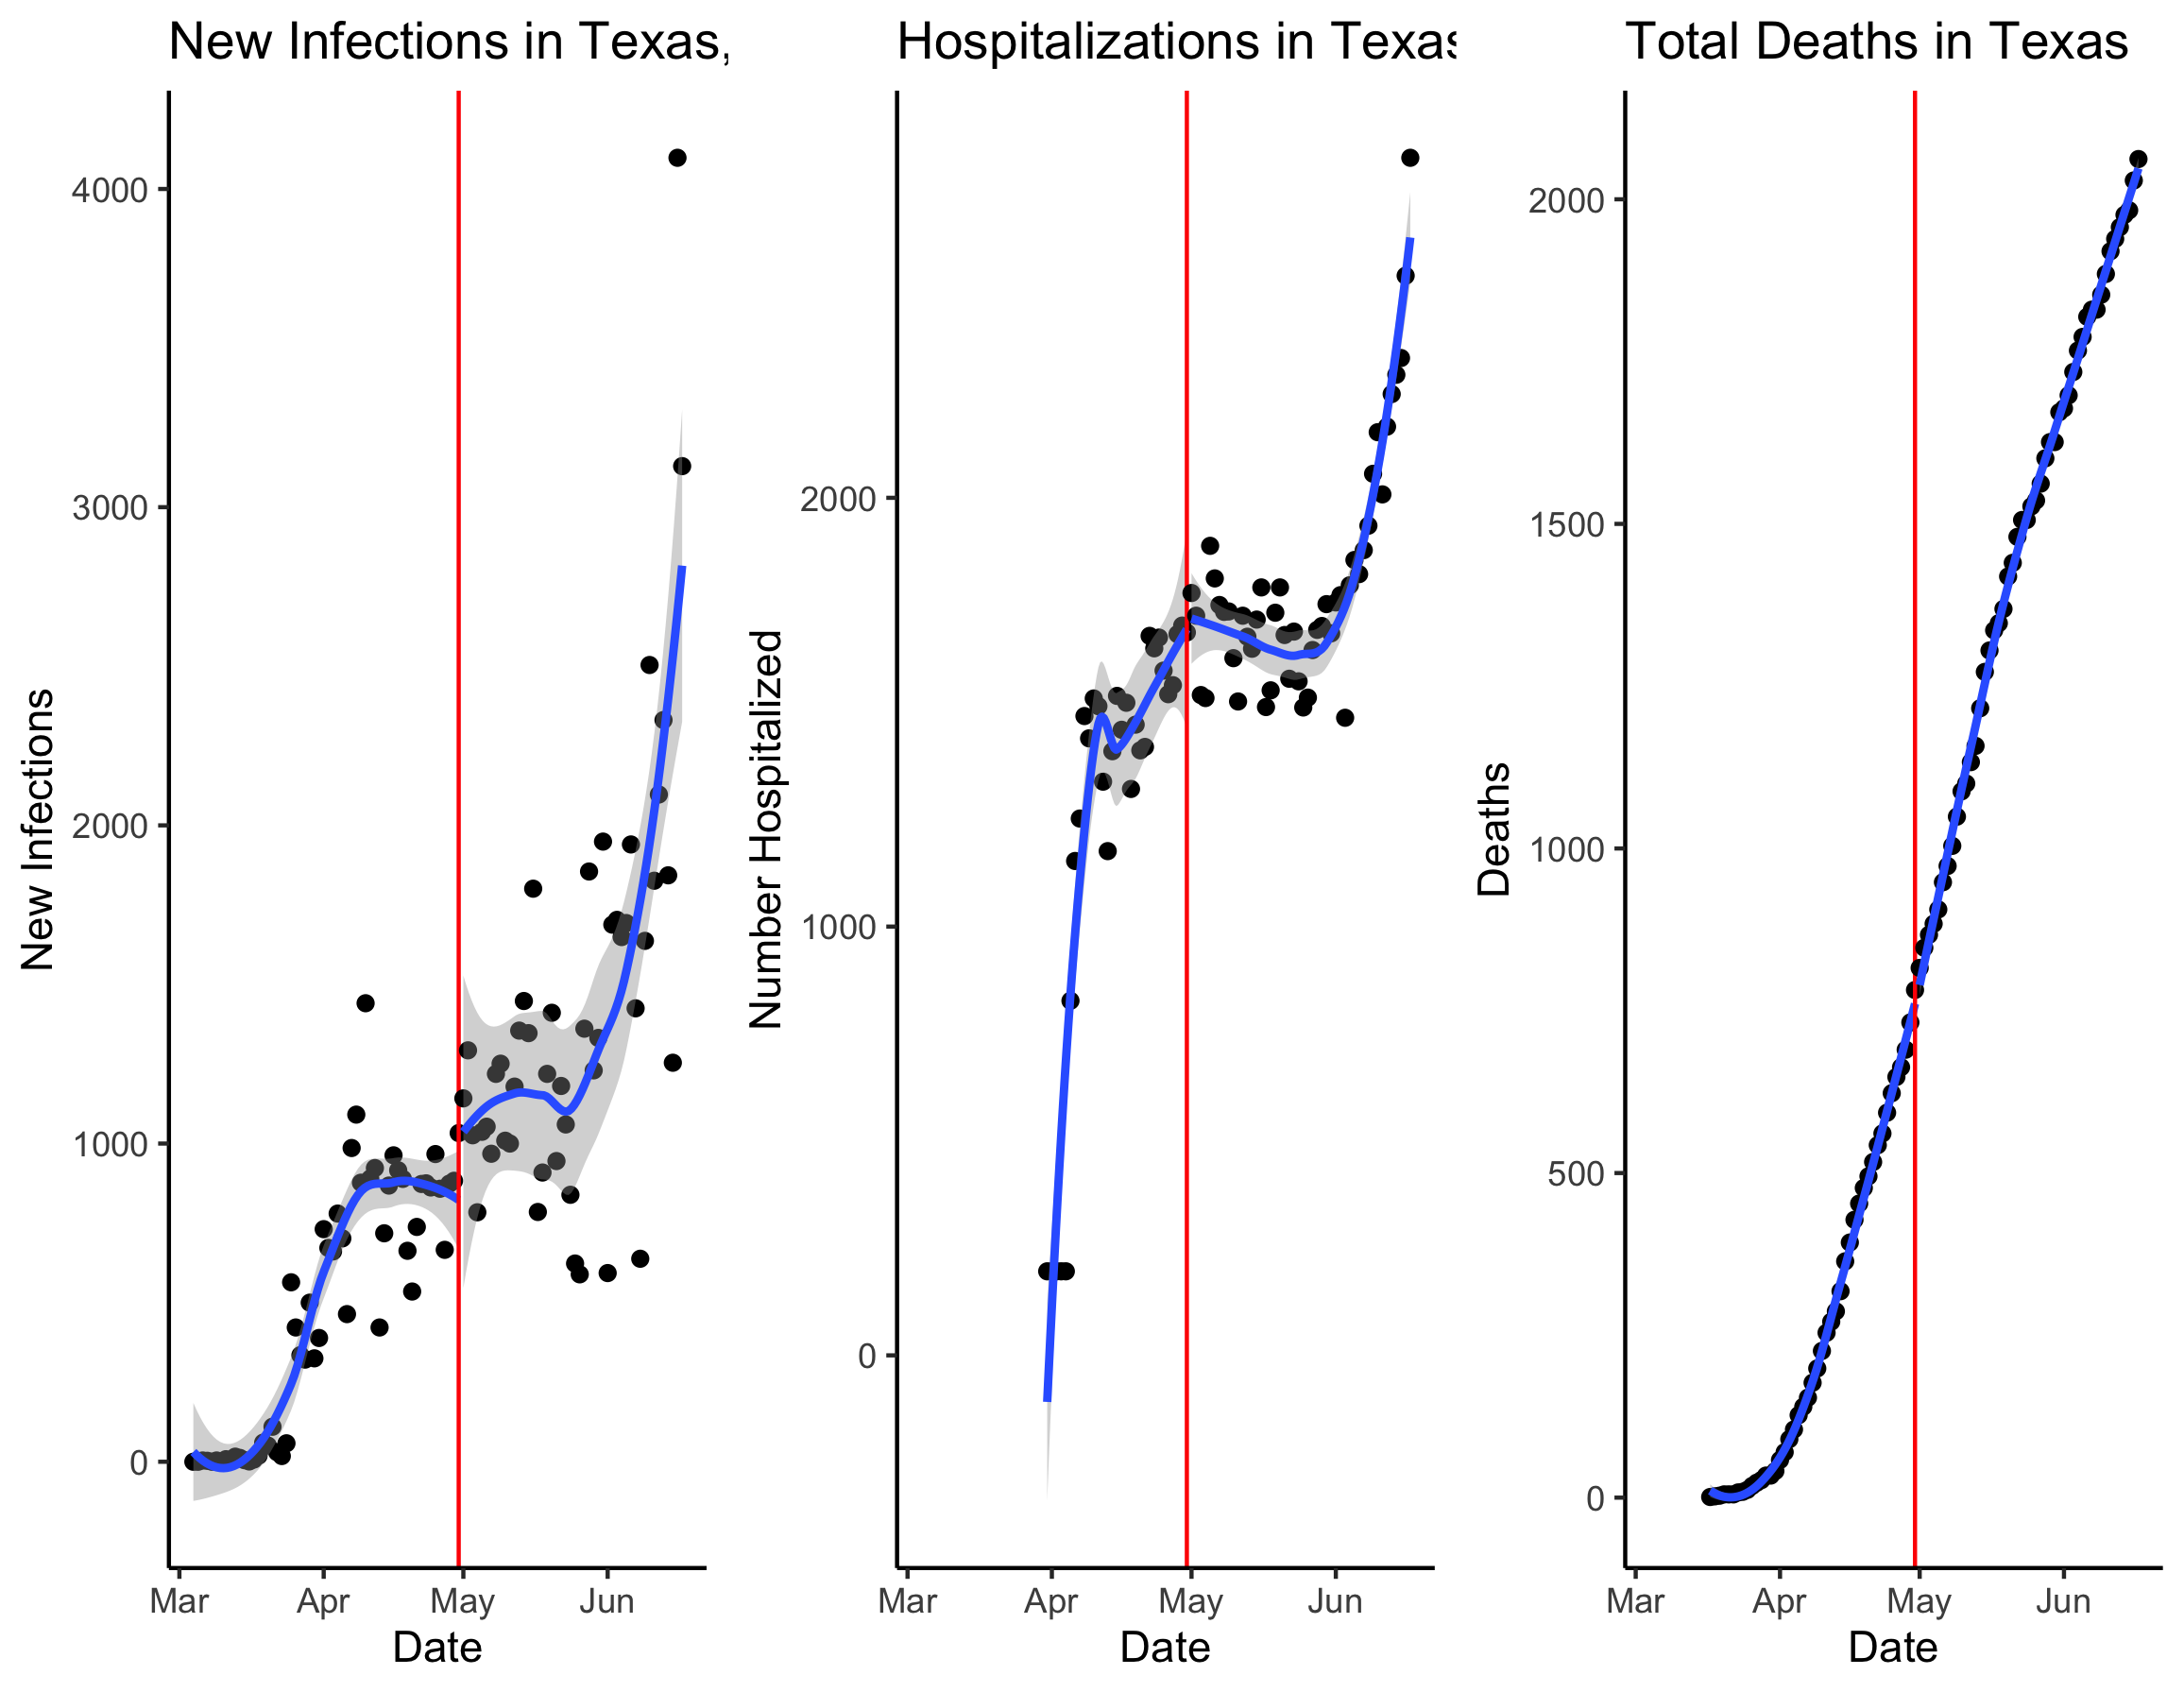 New Infections in Texas,
New Infections
4000
3000
2000
1000
0
Mar Apr May Jun
Date
Hospitalizations in Texas
Number Hospitalized
2000
1000
0
Mar Apr May Jun
Date
Total Deaths in Texas
Deaths
2000
1500
1000
500
0
Mar Apr May Jun
Date